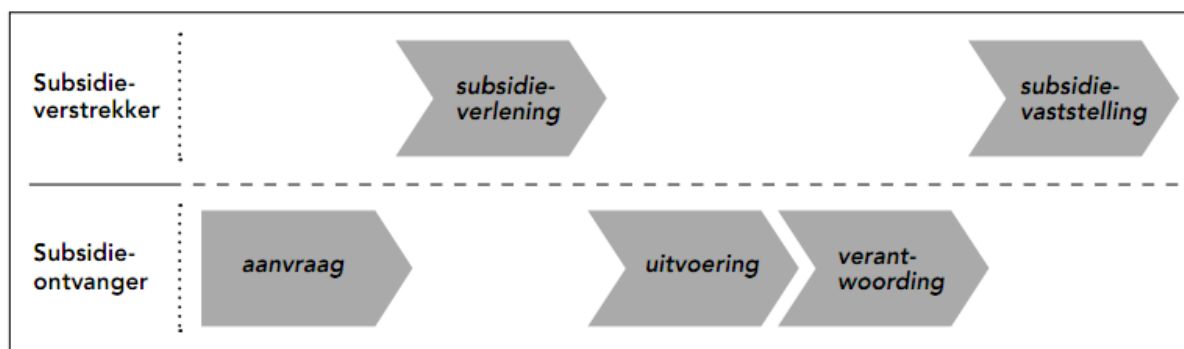 Subsidie-
verstrekker
subsidie-
verlening
subsidie-
vaststelling
Subsidie-
ontvanger
aanvraag
uitvoering
verant-
woording